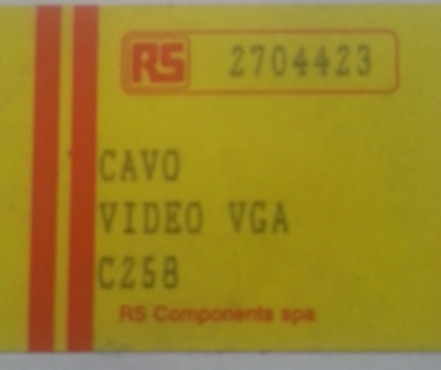 RS 2704423
CAVO
VIDEO VGA
C258
RS Components spa